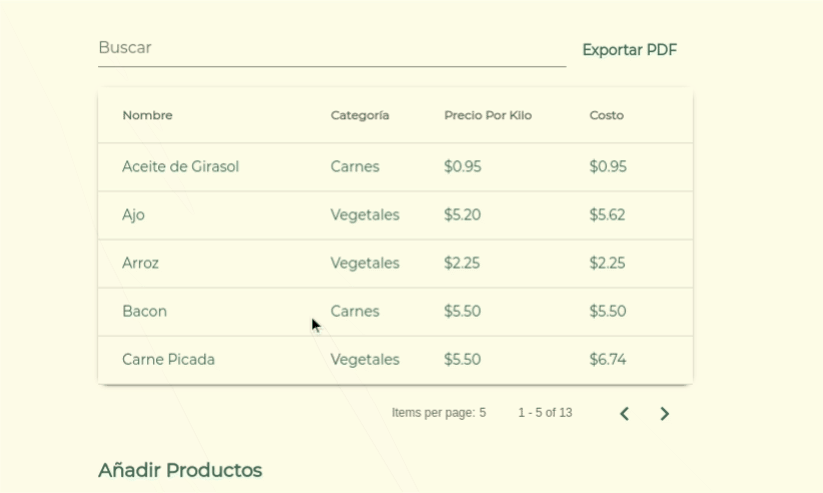 Buscar Exportar PDF
Nombre Categoría Precio Por Kilo Costo
Aceite de Girasol Carnes $0.95 $0.95
Ajo Vegetales $5.20 $5.62
Arroz Vegetales $2.25 $2.25
Bacon Carnes $5.50 $5.50
Carne Picada Vegetales $5.50 $6.74
Items per page: 5 1 - 5 of 13
Añadir Productos